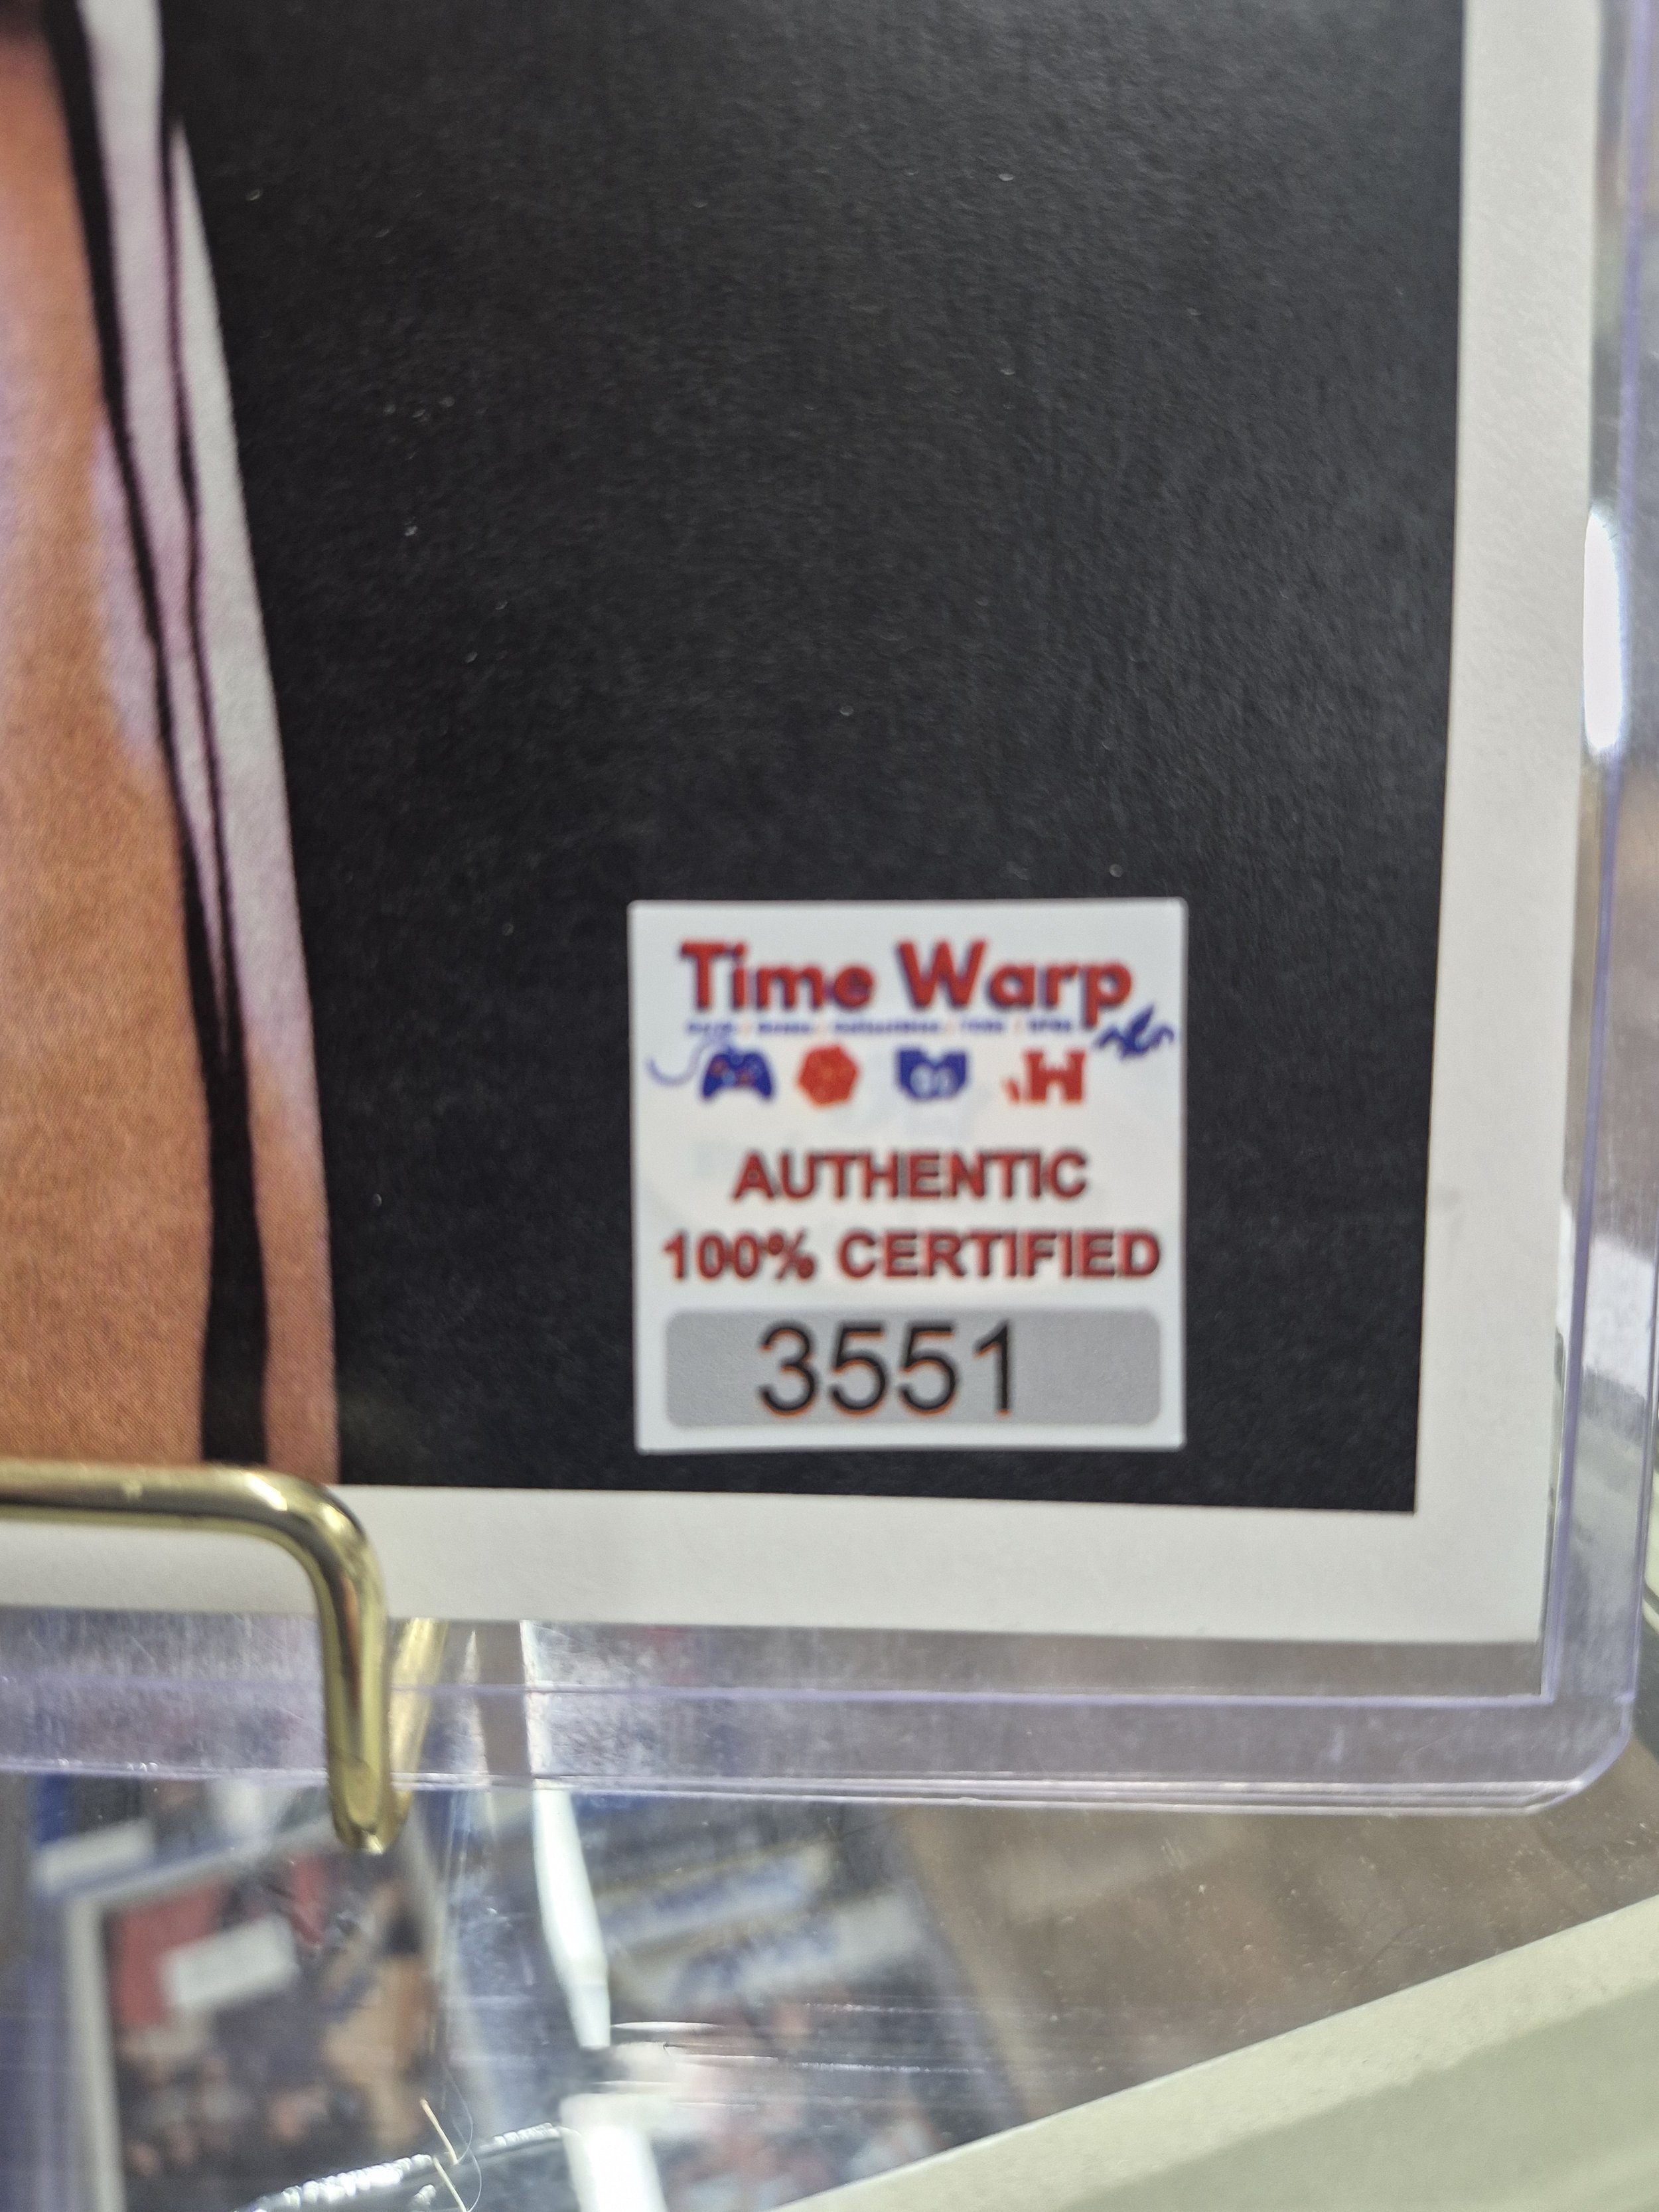 Time Warp
AUTHENTIC
100% CERTIFIED
3551